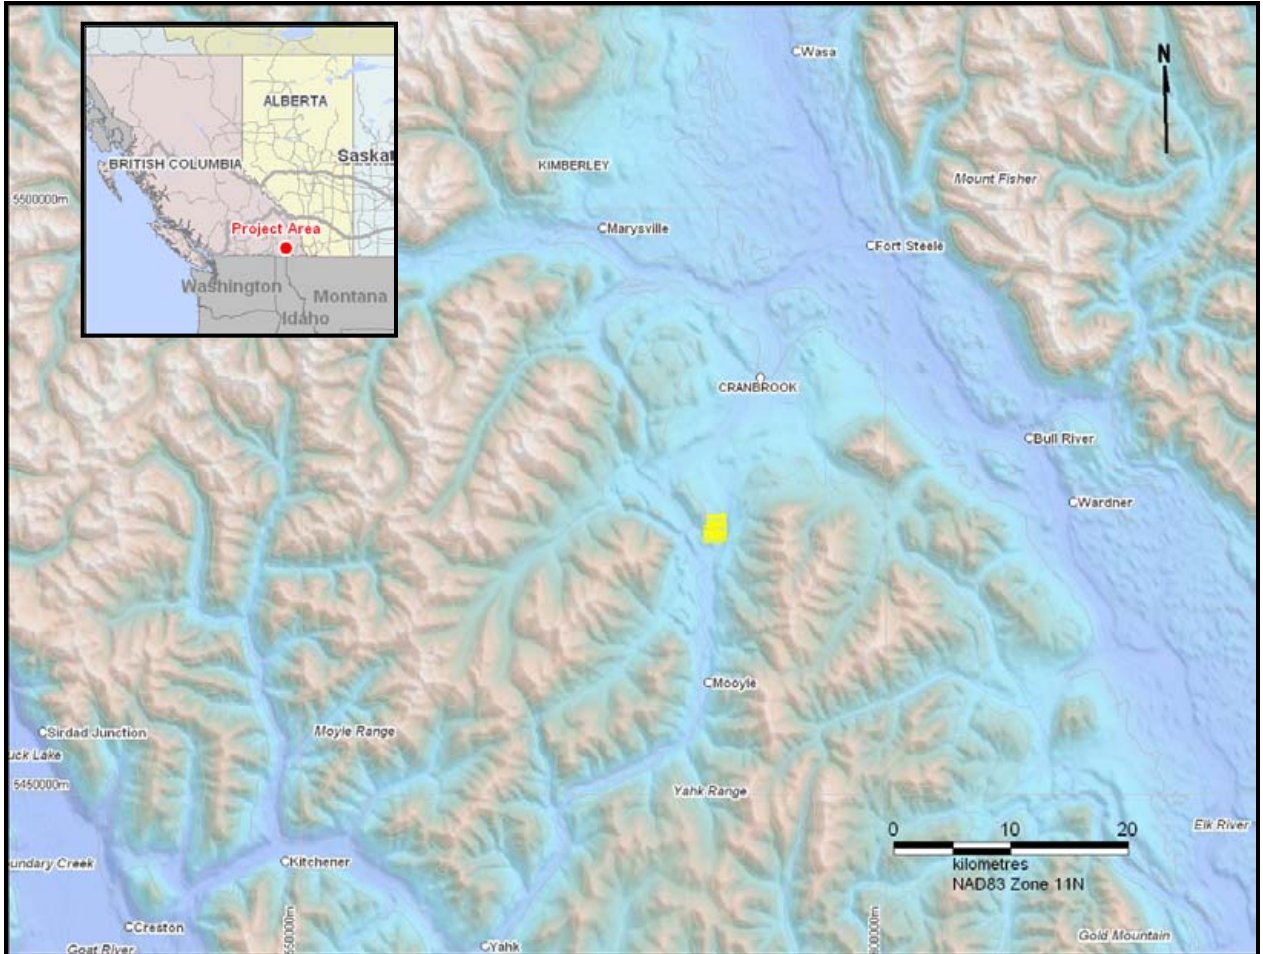 Wasa
N
ALBERTA
BRITISH COLUMBIA
Saskat
KIMBERLEY
Mount Fisher
5500000m
Project Area
Marysville
Fort Steele
Washington
Montana
Idaho
CRANBROOK
Bull River
Wardner
Mooyle
Sirdad Junction
Moyle Range
uck Lake
5450000m
Yahk Range
0 10 20
Elk River
kilometres
NAD83 Zone 11N
oundary Creek
Kitchener
Creston
550000m
600000m
Gold Mountain
Goat River
Yahk